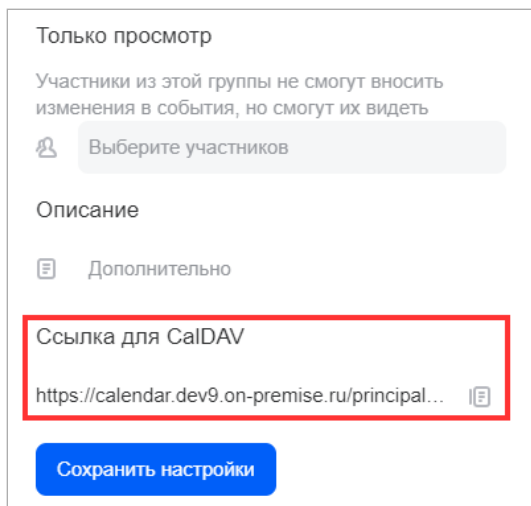 Только просмотр
Участники из этой группы не смогут вносить
изменения в события, но смогут их видеть
Выберите участников
Описание
Дополнительно
Ссылка для CalDAV
https://calendar.dev9.on-premise.ru/principal...
Сохранить настройки